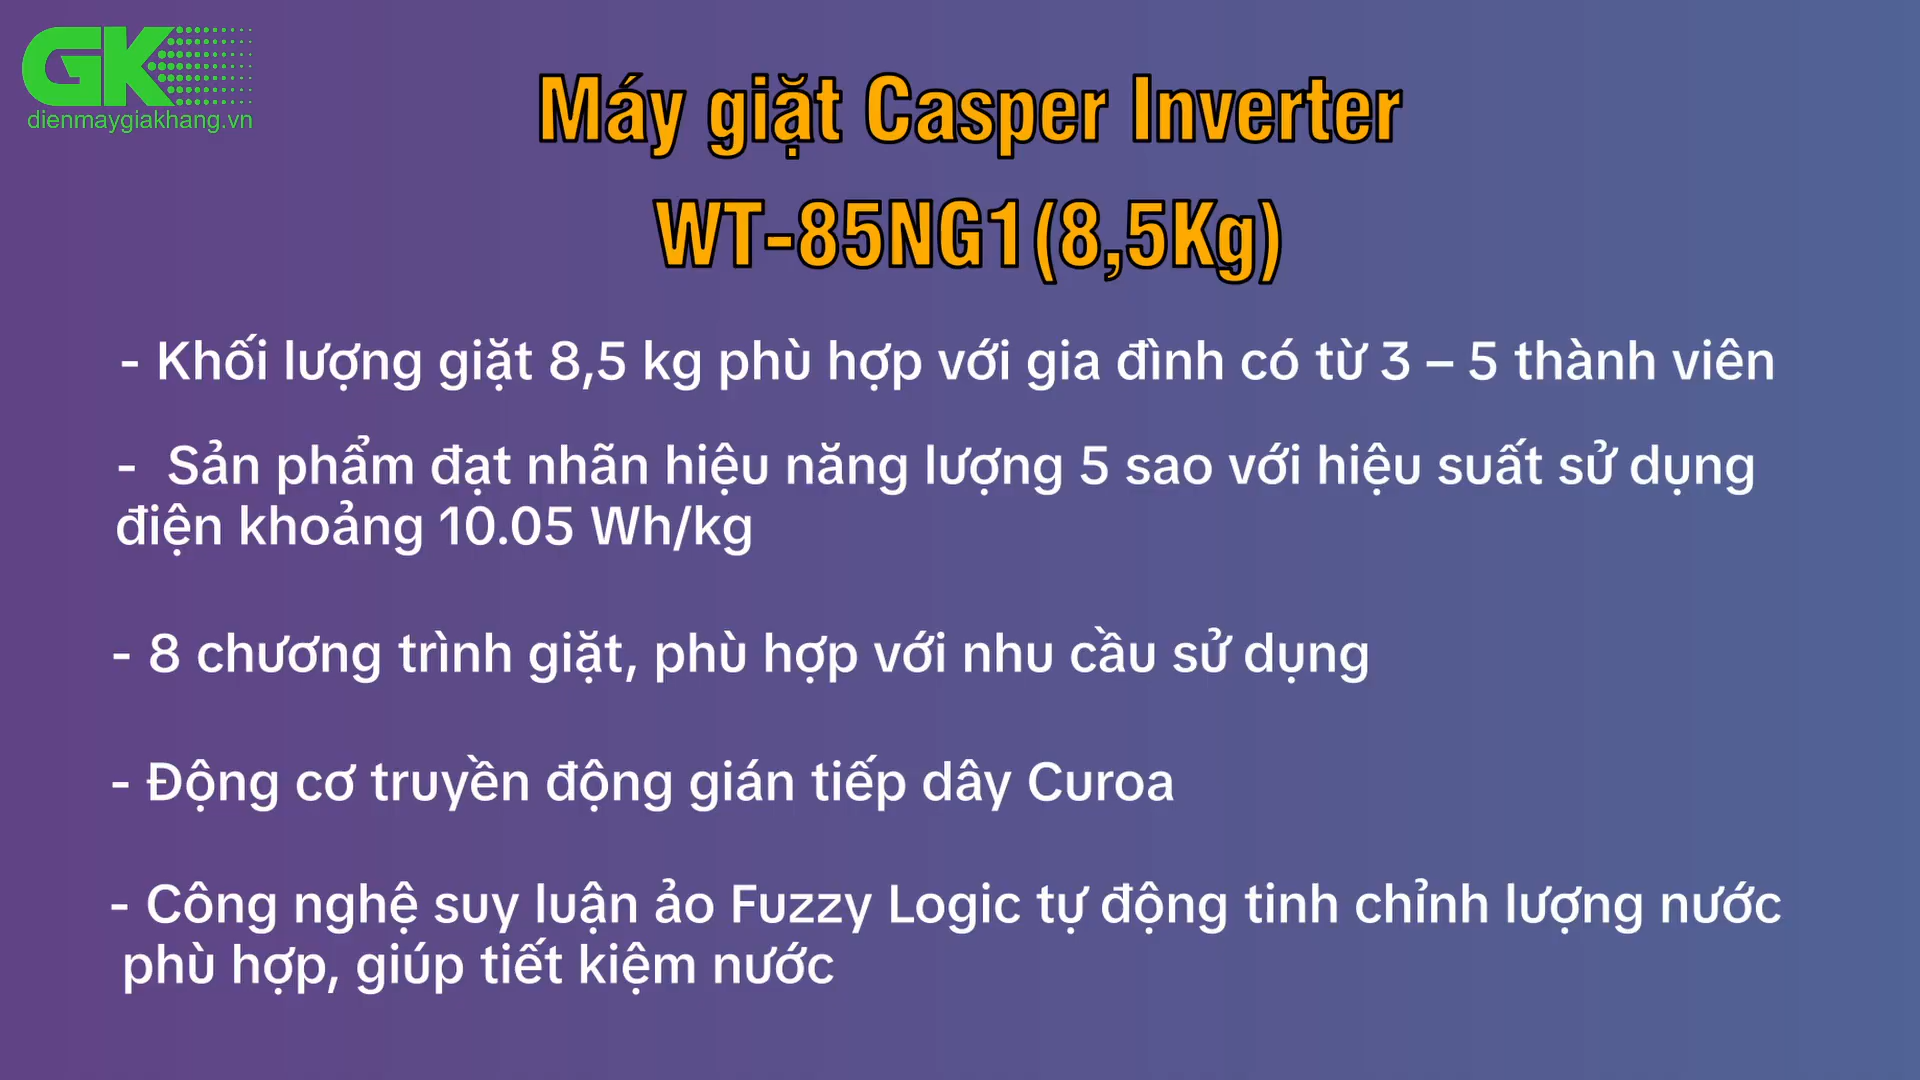 GK
dienmaygiakhang.vn
Máy giặt Casper Inverter
WT-85NG1(8,5Kg)
- Khối lượng giặt 8,5 kg phù hợp với gia đình có từ 3 – 5 thành viên
- Sản phẩm đạt nhãn hiệu năng lượng 5 sao với hiệu suất sử dụng
điện khoảng 10.05 Wh/kg
- 8 chương trình giặt, phù hợp với nhu cầu sử dụng
- Động cơ truyền động gián tiếp dây Curoa
- Công nghệ suy luận ảo Fuzzy Logic tự động tinh chỉnh lượng nước
phù hợp, giúp tiết kiệm nước